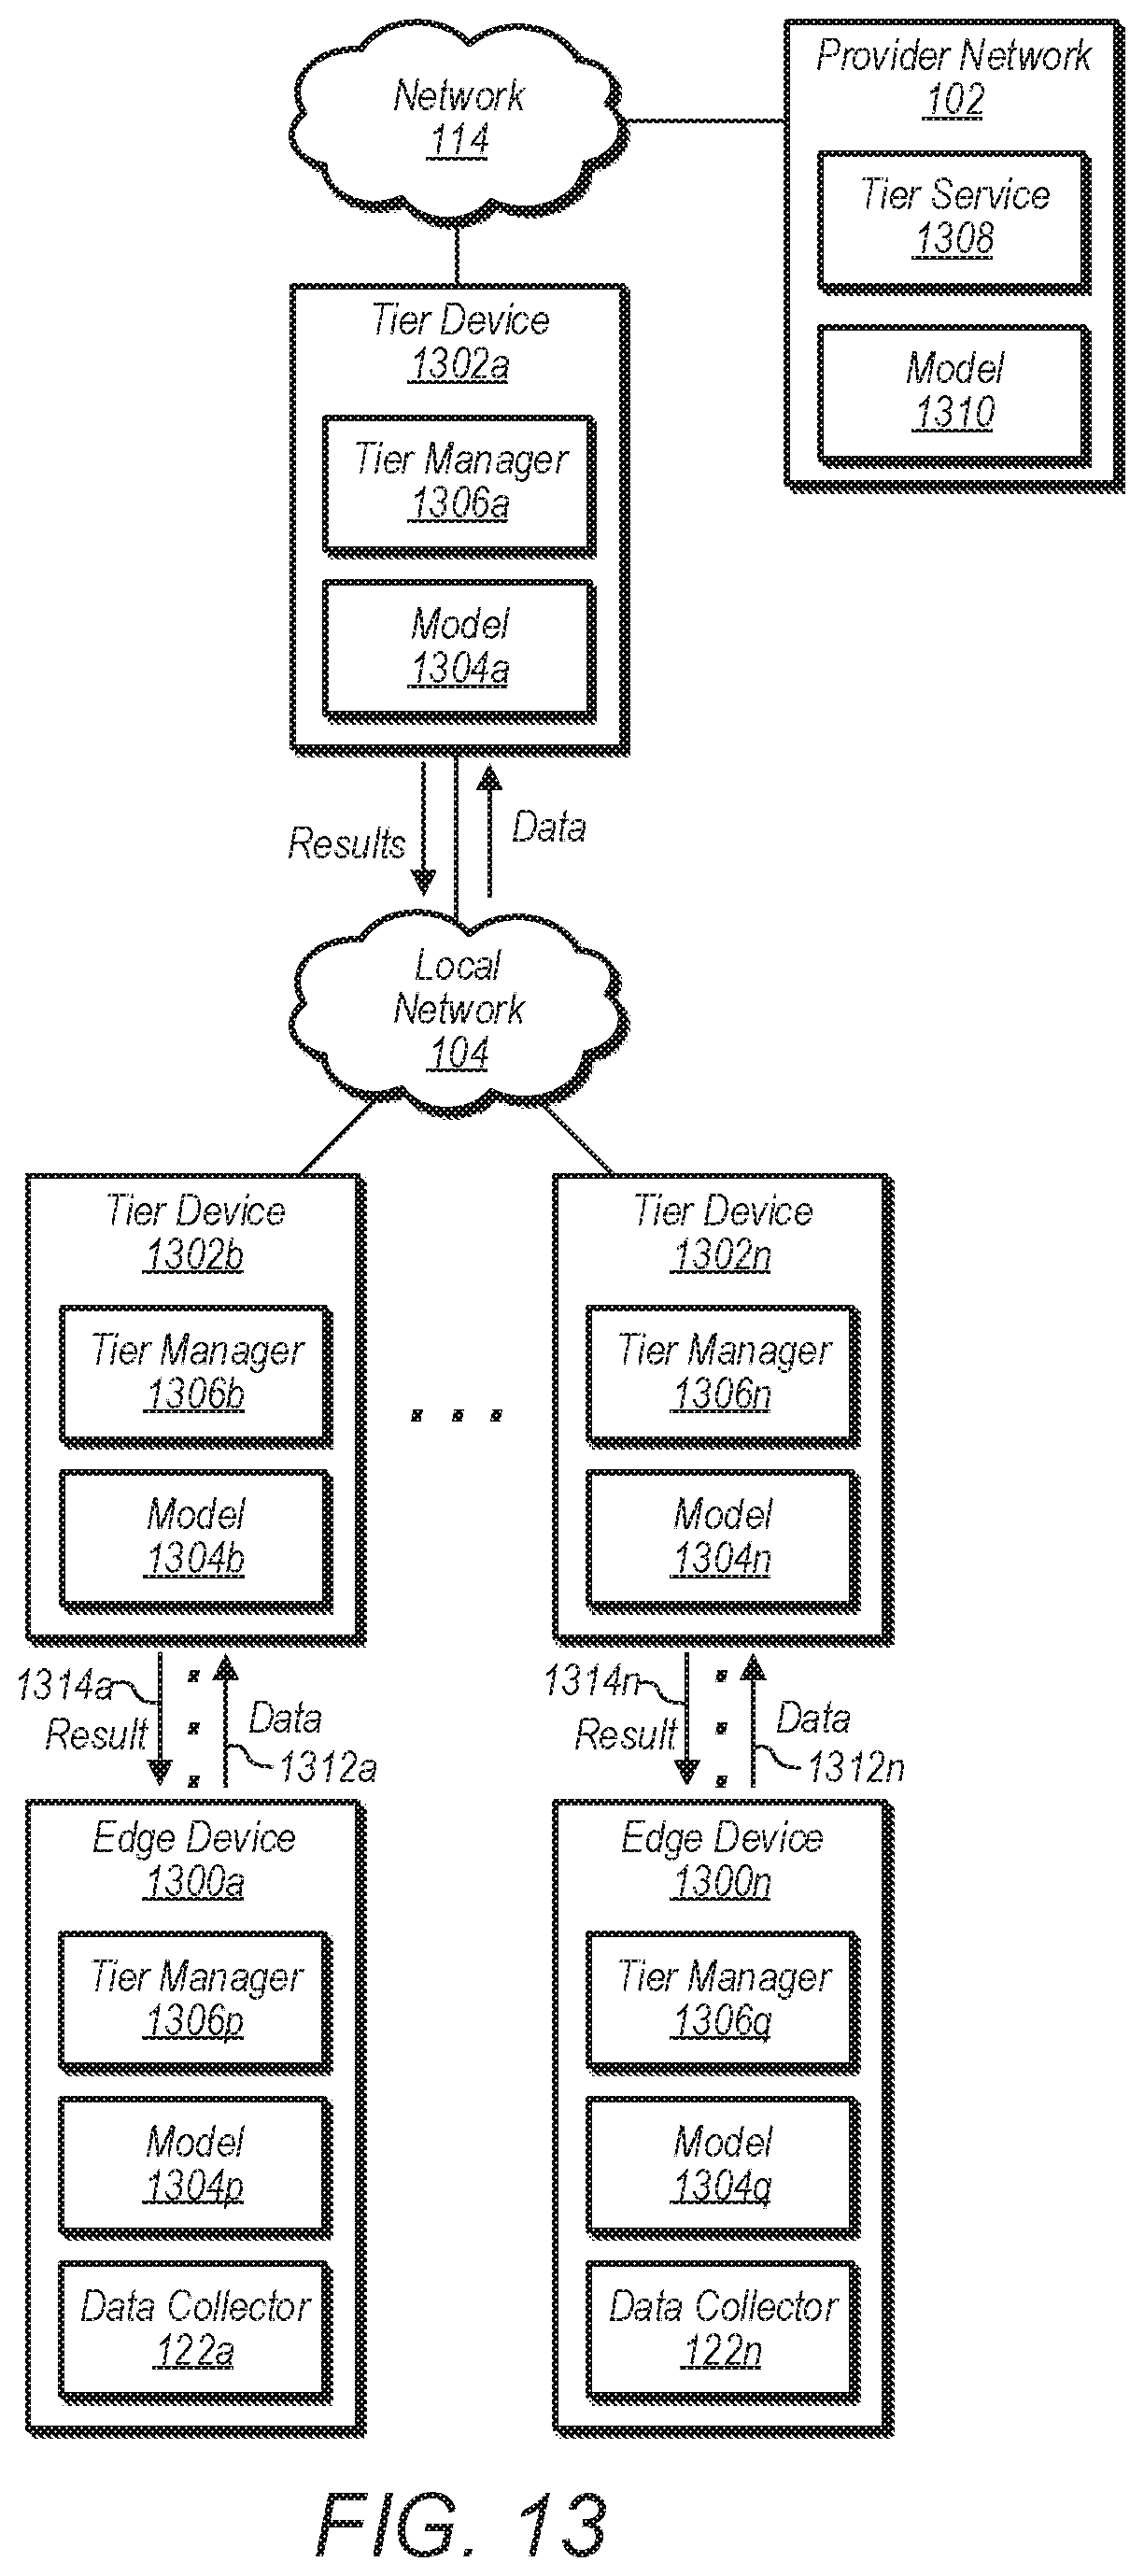 Network
114
Provider Network
102
Tier Service
1308
Model
1310
Tier Device
1302a
Tier Manager
1306a
Model
1304a
Results
Data
Local
Network
104
Tier Device
1302b
Tier Manager
1306b
Model
1304b
. . .
Tier Device
1302n
Tier Manager
1306n
Model
1304n
1314a
Result
Data
1312a
1314n
Result
Data
1312n
Edge Device
1300a
Tier Manager
1306p
Model
1304p
Data Collector
122a
Edge Device
1300n
Tier Manager
1306q
Model
1304q
Data Collector
122n
FIG. 13